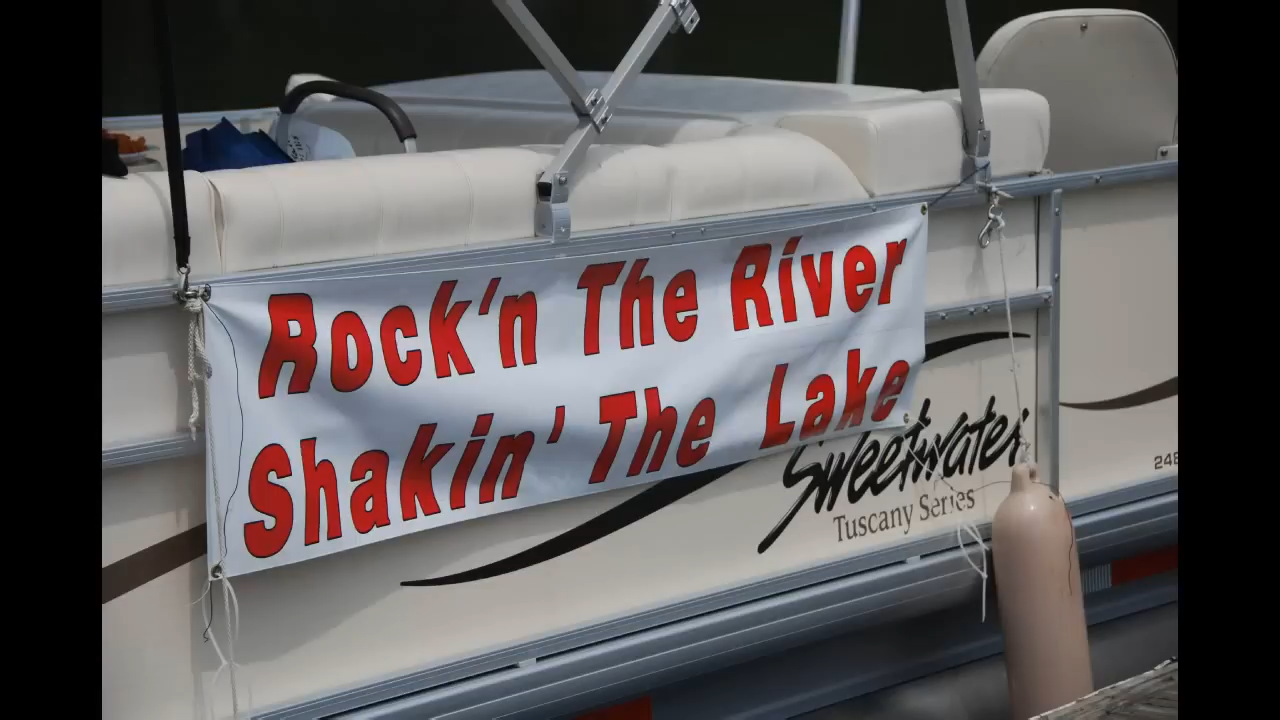 Rock'n The River
Shakin' The Lake
Sweetwater
Tuscany Series